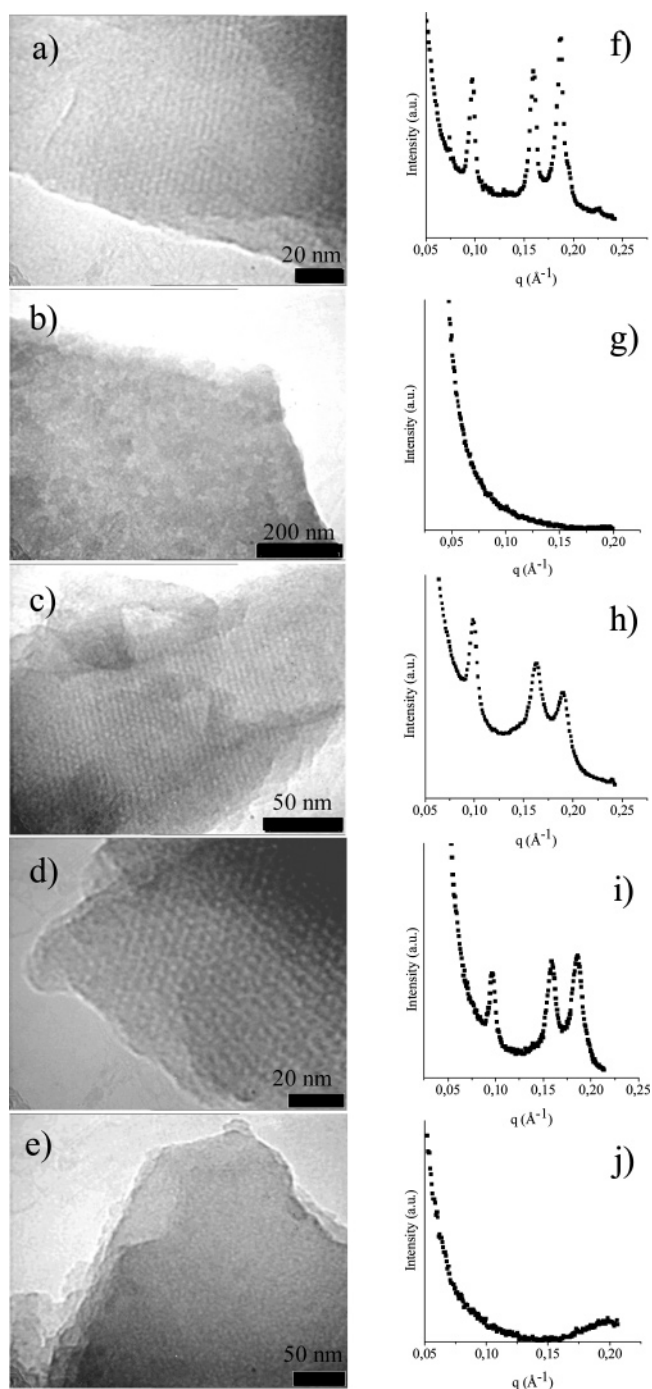 a)
20 nm
b)
200 nm
c)
50 nm
d)
20 nm
e)
50 nm
f)
Intensity (a.u.)
0,05 0,10 0,15 0,20 0,25
q (Å⁻¹)
g)
Intensity (a.u.)
0,05 0,10 0,15 0,20 0,25
q (Å⁻¹)
h)
Intensity (a.u.)
0,05 0,10 0,15 0,20 0,25
q (Å⁻¹)
i)
Intensity (a.u.)
0,05 0,10 0,15 0,20 0,25
q (Å⁻¹)
j)
Intensity (a.u.)
0,05 0,10 0,15 0,20
q (Å⁻¹)